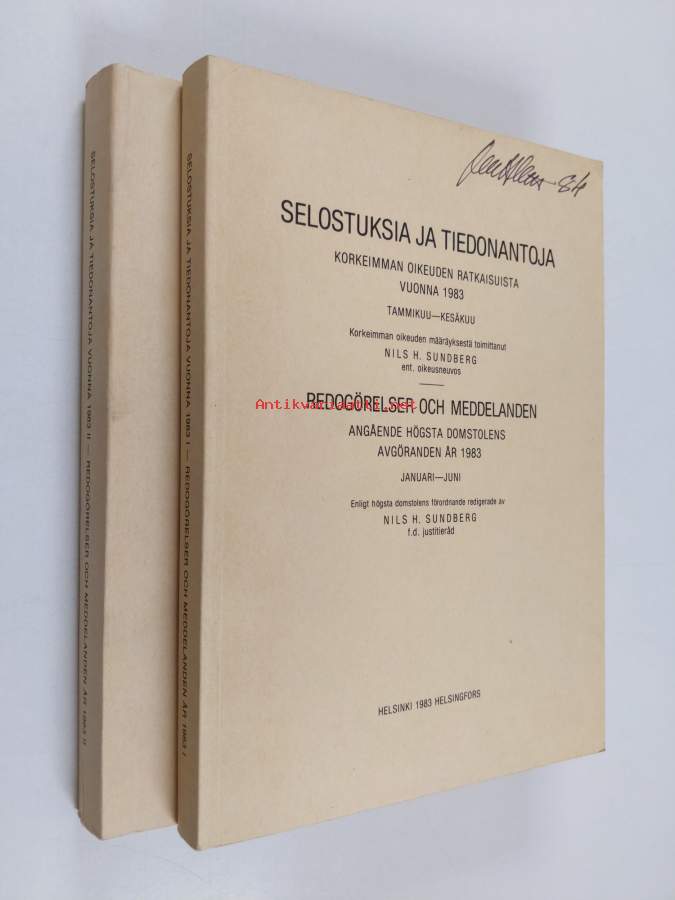 SELOSTUKSIA JA TIEDONANTOJA VUONNA 1983 II — REDOGÖRELSER OCH MEDDELANDEN ÅR 1983 II
SELOSTUKSIA JA TIEDONANTOJA VUONNA 1983 I — REDOGÖRELSER OCH MEDDELANDEN ÅR 1983 I
84
SELOSTUKSIA JA TIEDONANTOJA
KORKEIMMAN OIKEUDEN RATKAISUISTA
VUONNA 1983
TAMMIKUU—KESÄKUU
Korkeimman oikeuden määräyksestä toimittanut
NILS H. SUNDBERG
ent. oikeusneuvos
REDOGÖRELSER OCH MEDDELANDEN
Antikvariaatti.net
ANGÅENDE HÖGSTA DOMSTOLENS
AVGÖRANDEN ÅR 1983
JANUARI—JUNI
Enligt högsta domstolens förordnande redigerade av
NILS H. SUNDBERG
f.d. justitieråd
HELSINKI 1983 HELSINGFORS